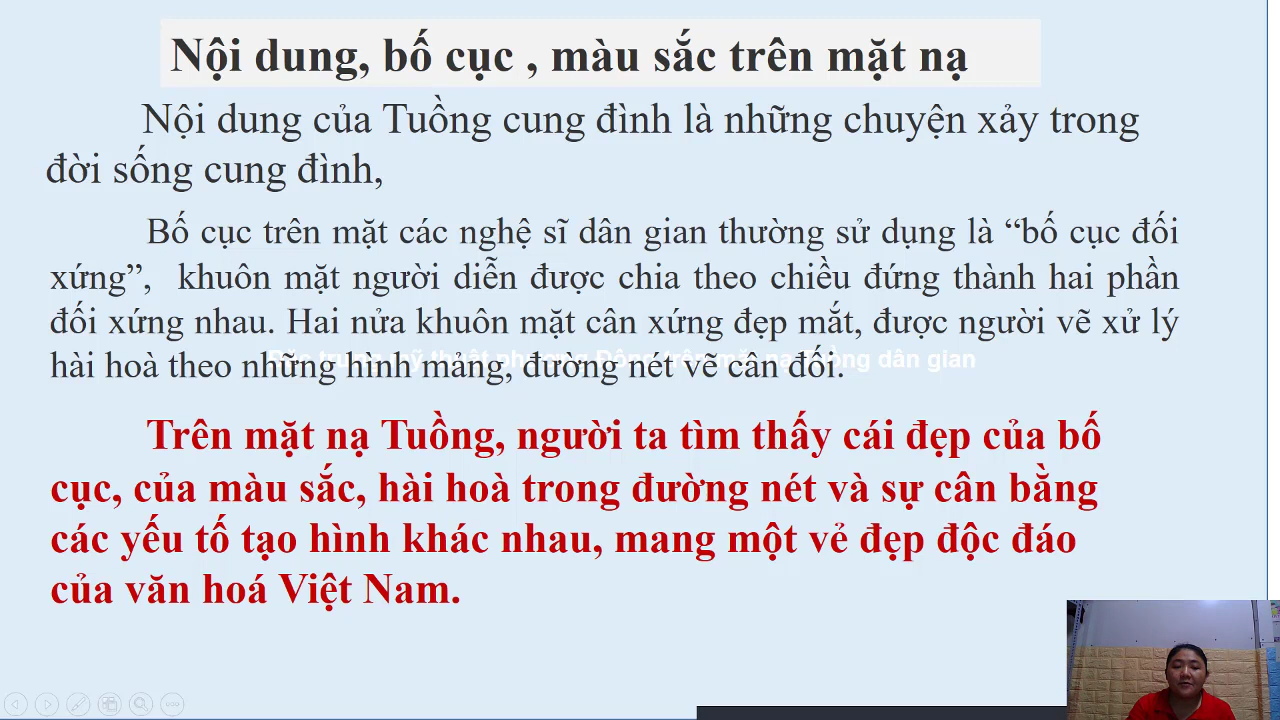 Nội dung, bố cục , màu sắc trên mặt nạ
Nội dung của Tuồng cung đình là những chuyện xảy trong
đời sống cung đình,
Bố cục trên mặt các nghệ sĩ dân gian thường sử dụng là “bố cục đối
xứng”, khuôn mặt người diễn được chia theo chiều đứng thành hai phần
đối xứng nhau. Hai nửa khuôn mặt cân xứng đẹp mắt, được người vẽ xử lý
hài hoà theo những hình mảng, đường nét vẽ cân đối.
Trên mặt nạ Tuồng, người ta tìm thấy cái đẹp của bố
cục, của màu sắc, hài hoà trong đường nét và sự cân bằng
các yếu tố tạo hình khác nhau, mang một vẻ đẹp độc đáo
của văn hoá Việt Nam.